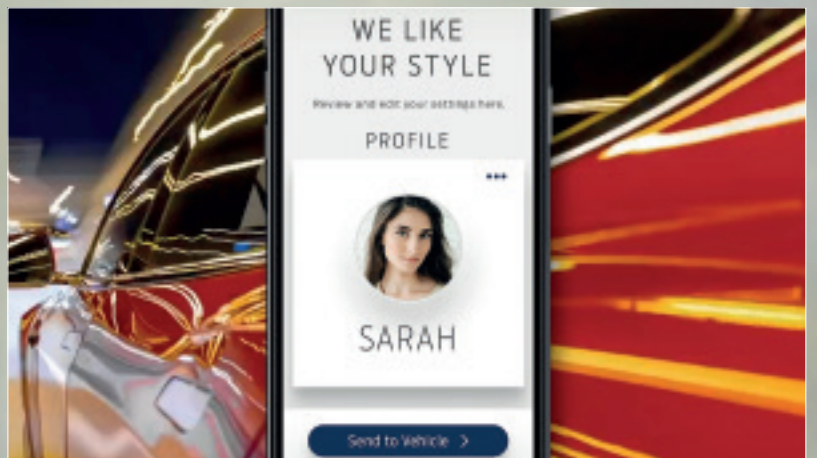 WE LIKE
YOUR STYLE
Review and edit your settings here.
PROFILE
SARAH
Send to Vehicle >